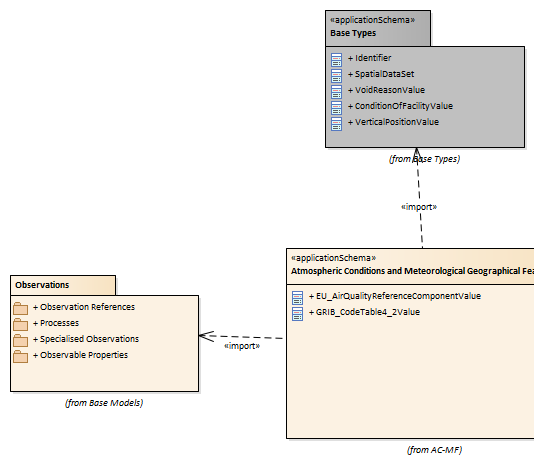 «applicationSchema»
Base Types
+ Identifier
+ SpatialDataSet
+ VoidReasonValue
+ ConditionOfFacilityValue
+ VerticalPositionValue
(from Base Types)
«import»
«applicationSchema»
Atmospheric Conditions and Meteorological Geographical Fea
+ EU_AirQualityReferenceComponentValue
+ GRIB_CodeTable4_2Value
Observations
+ Observation References
+ Processes
+ Specialised Observations
+ Observable Properties
«import»
(from Base Models)
(from AC-MF)